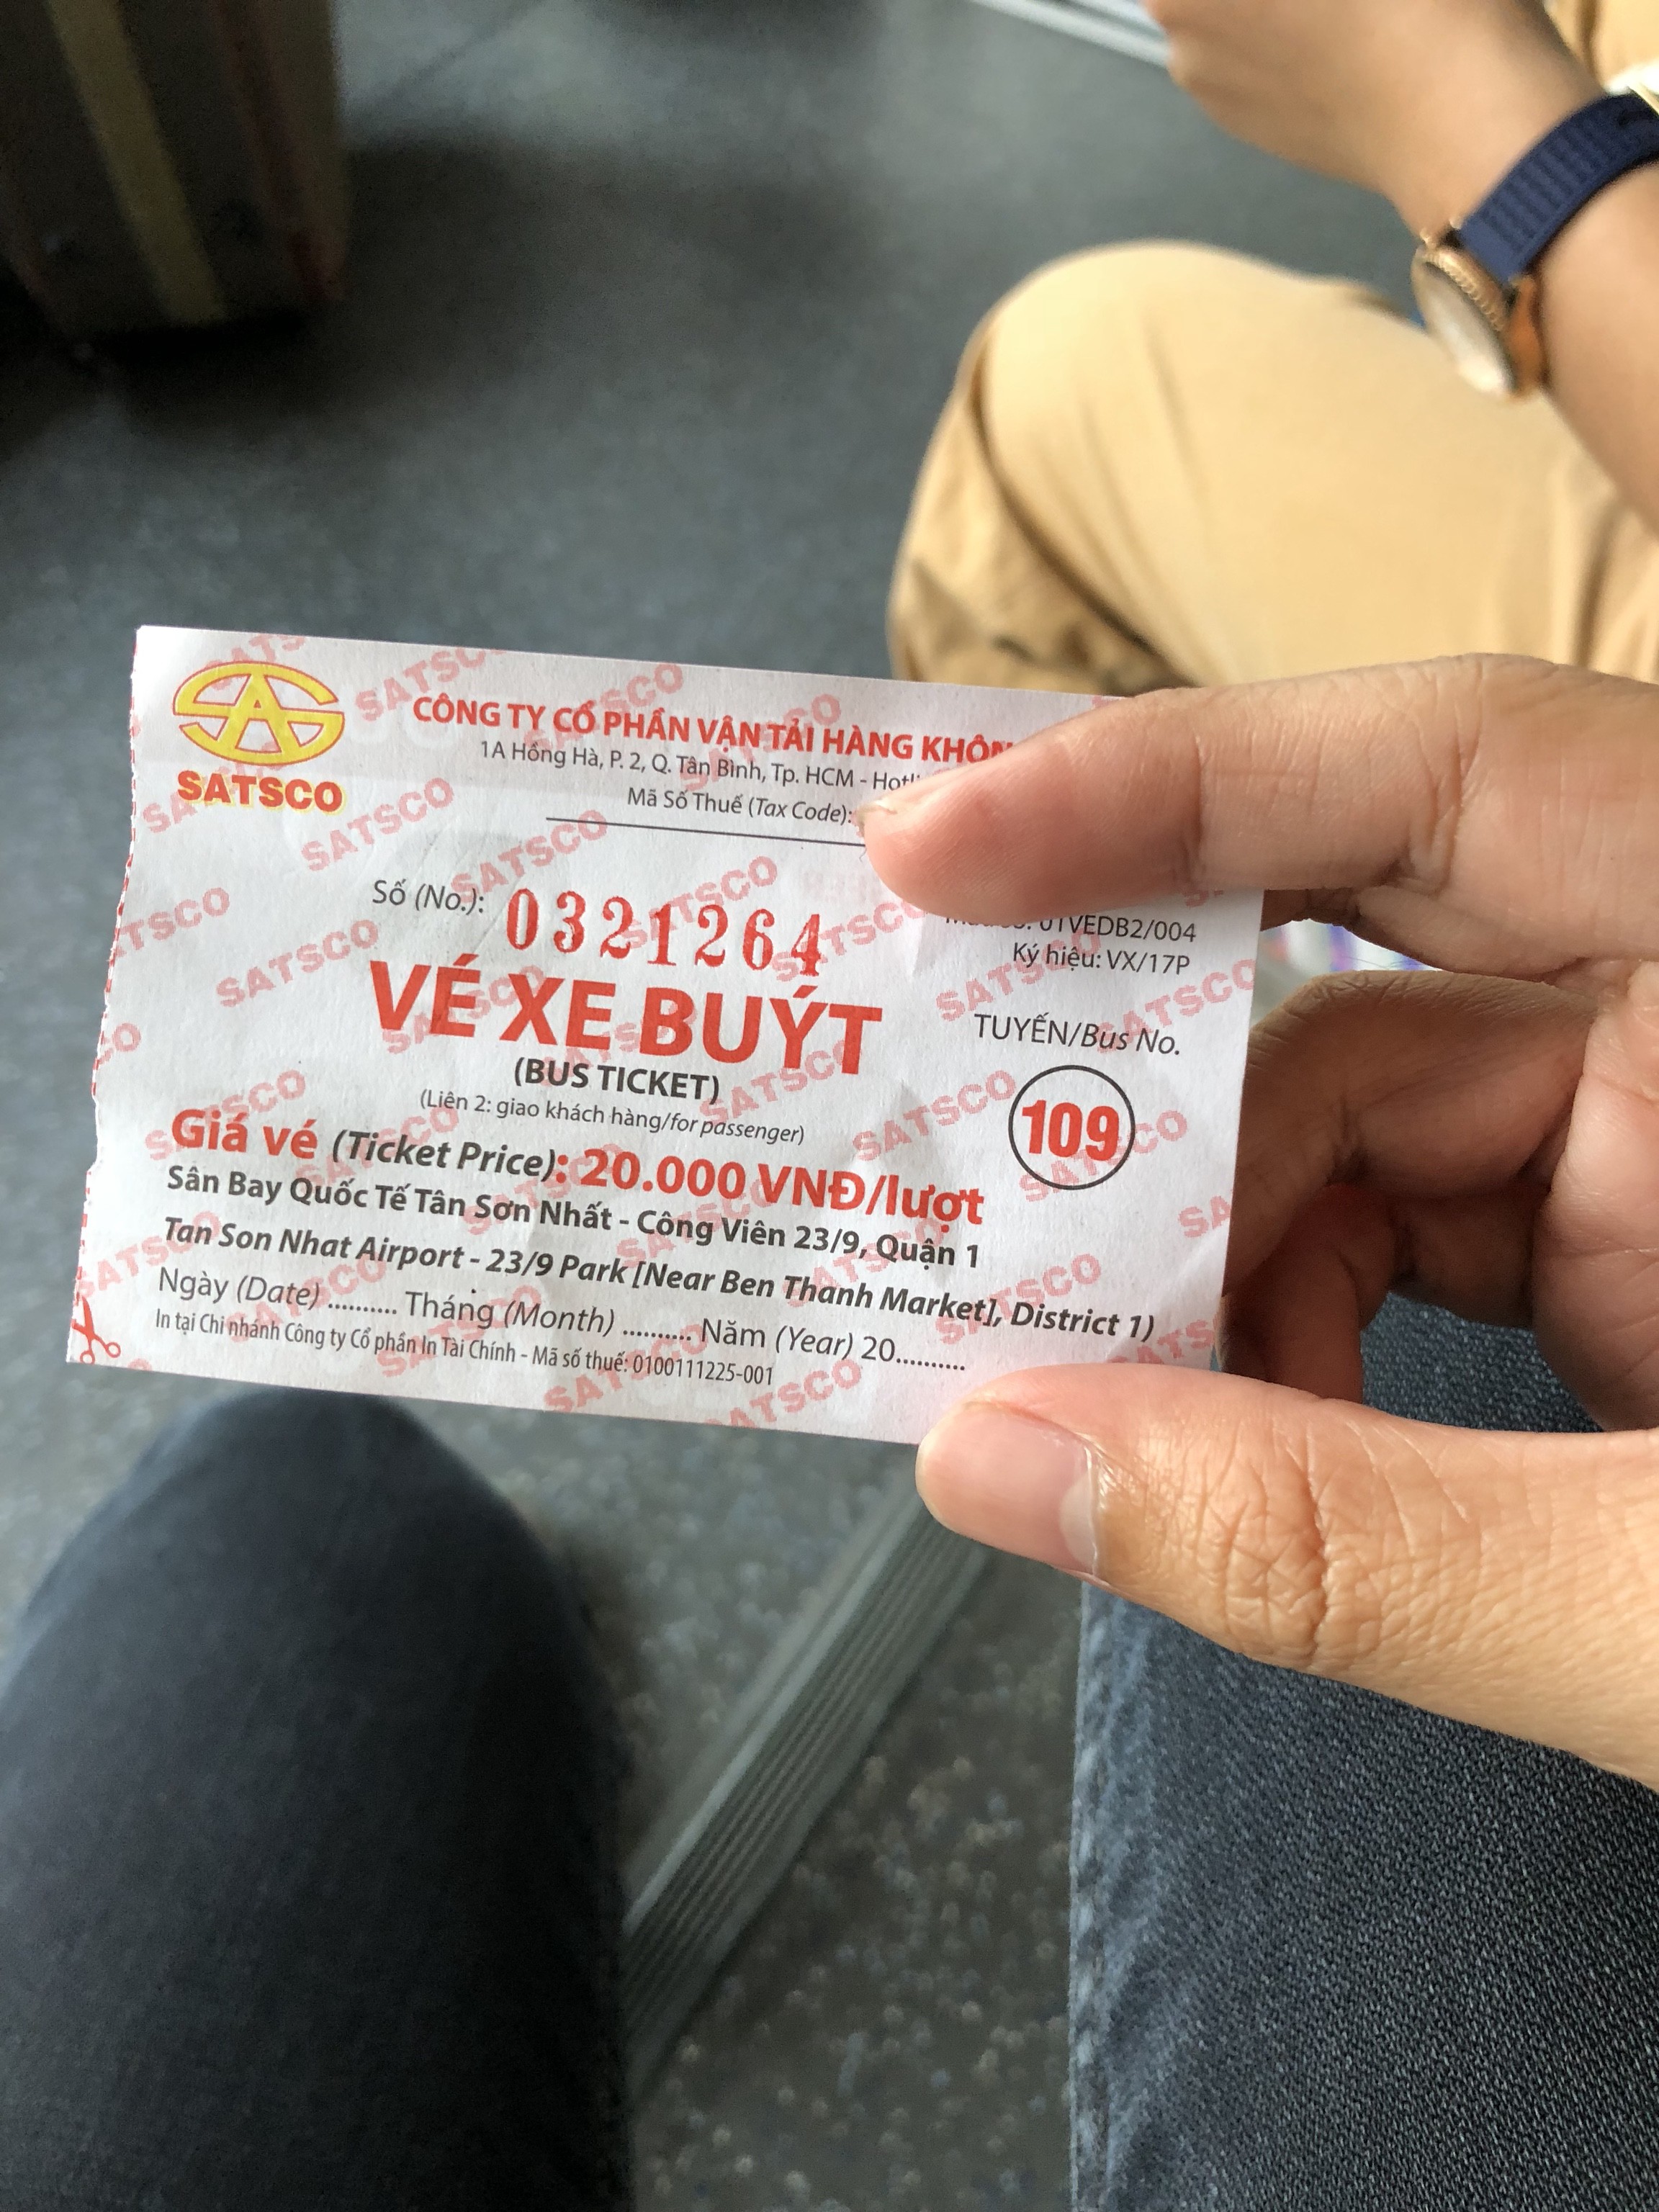 SATSCO
CÔNG TY CỔ PHẦN VẬN TẢI HÀNG
1A Hồng Hà, P. 2, Q. Tân Bình, Tp. HCM -
Mã Số Thuế (Tax Code):
Số (No.): 0321264
01VEDB2/004
Ký hiệu: VX/17P
VÉ XE BUÝT
(BUS TICKET)
(Liên 2: giao khách hàng/for passenger)
TUYẾN/Bus No.
109
Giá vé (Ticket Price): 20.000 VNĐ/lượt
Sân Bay Quốc Tế Tân Sơn Nhất - Công Viên 23/9, Quận 1
Tan Son Nhat Airport - 23/9 Park [Near Ben Thanh Market], District 1)
Ngày (Date) .......... Tháng (Month) .......... Năm (Year) 20..........
In tại Chi nhánh Công ty Cổ phần In Tài Chính - Mã số thuế: 0100111225-001